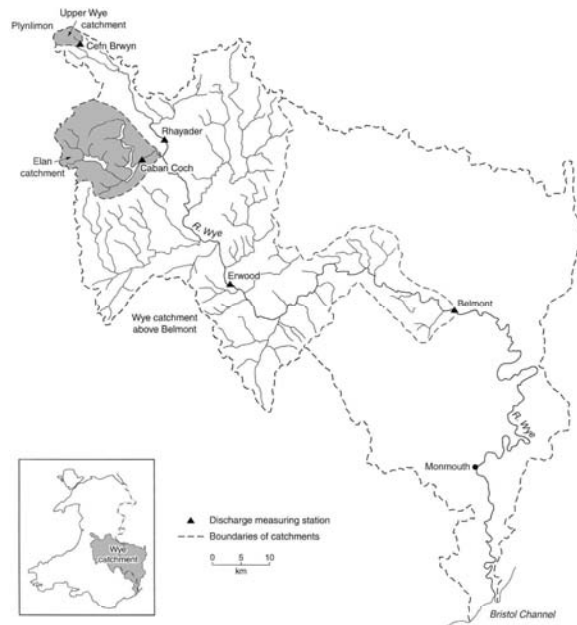 Upper Wye
catchment
Plynlimon
Cefn Brwyn
Rhayader
Elan
catchment
Caban Coch
R. Wye
Erwood
Wye catchment
above Belmont
Belmont
R. Wye
Monmouth
Wye
catchment
Discharge measuring station
Boundaries of catchments
0 5 10
km
Bristol Channel